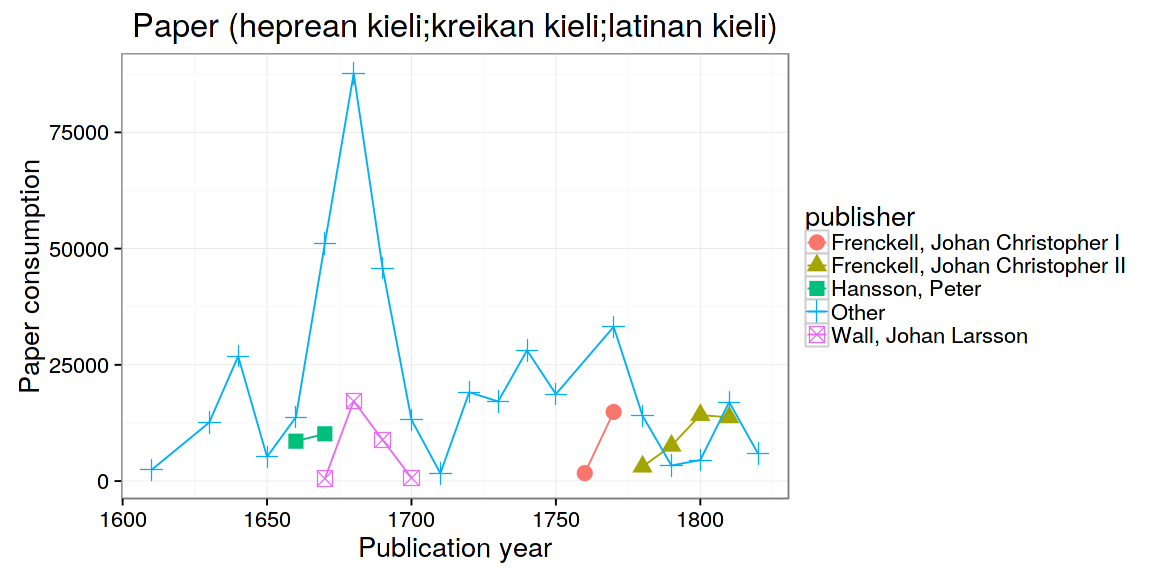 Paper (heprean kieli;kreikan kieli;latinan kieli)
Paper consumption
75000
50000
25000
0
1600
1650
1700
1750
1800
Publication year
publisher
Frenckell, Johan Christopher I
Frenckell, Johan Christopher II
Hansson, Peter
Other
Wall, Johan Larsson